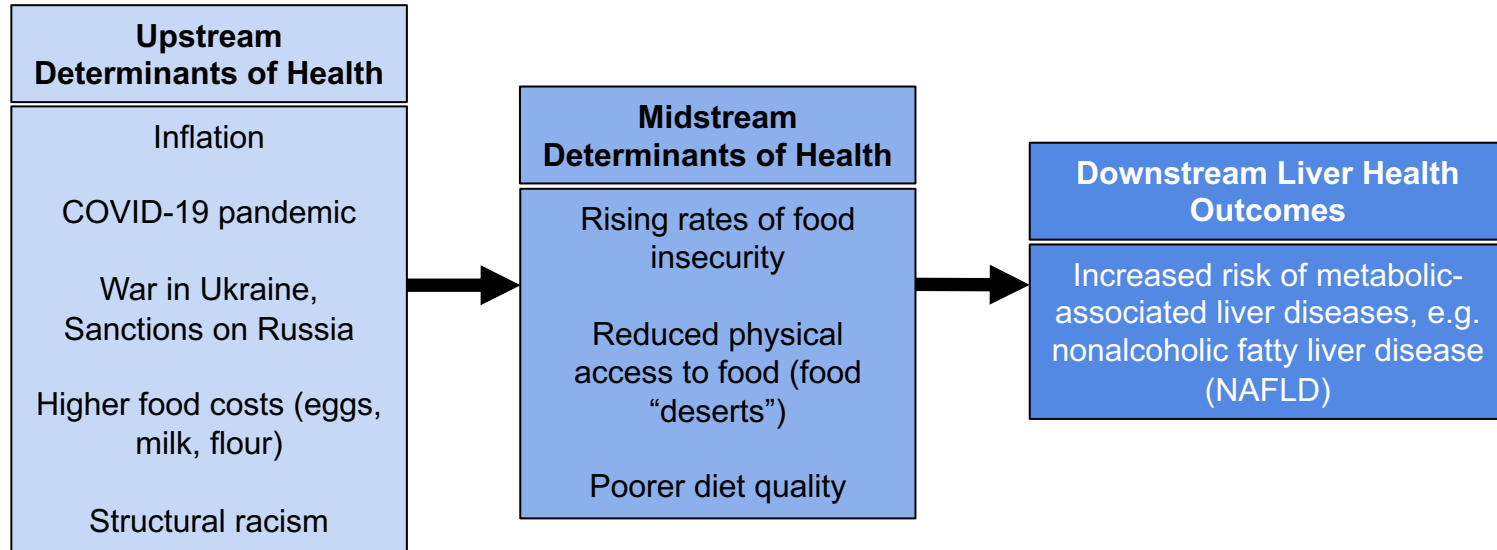 Upstream
Determinants of Health
Inflation
COVID-19 pandemic
War in Ukraine,
Sanctions on Russia
Higher food costs (eggs,
milk, flour)
Structural racism
Midstream
Determinants of Health
Rising rates of food
insecurity
Reduced physical
access to food (food
“deserts”)
Poorer diet quality
Downstream Liver Health
Outcomes
Increased risk of metabolic-
associated liver diseases, e.g.
nonalcoholic fatty liver disease
(NAFLD)